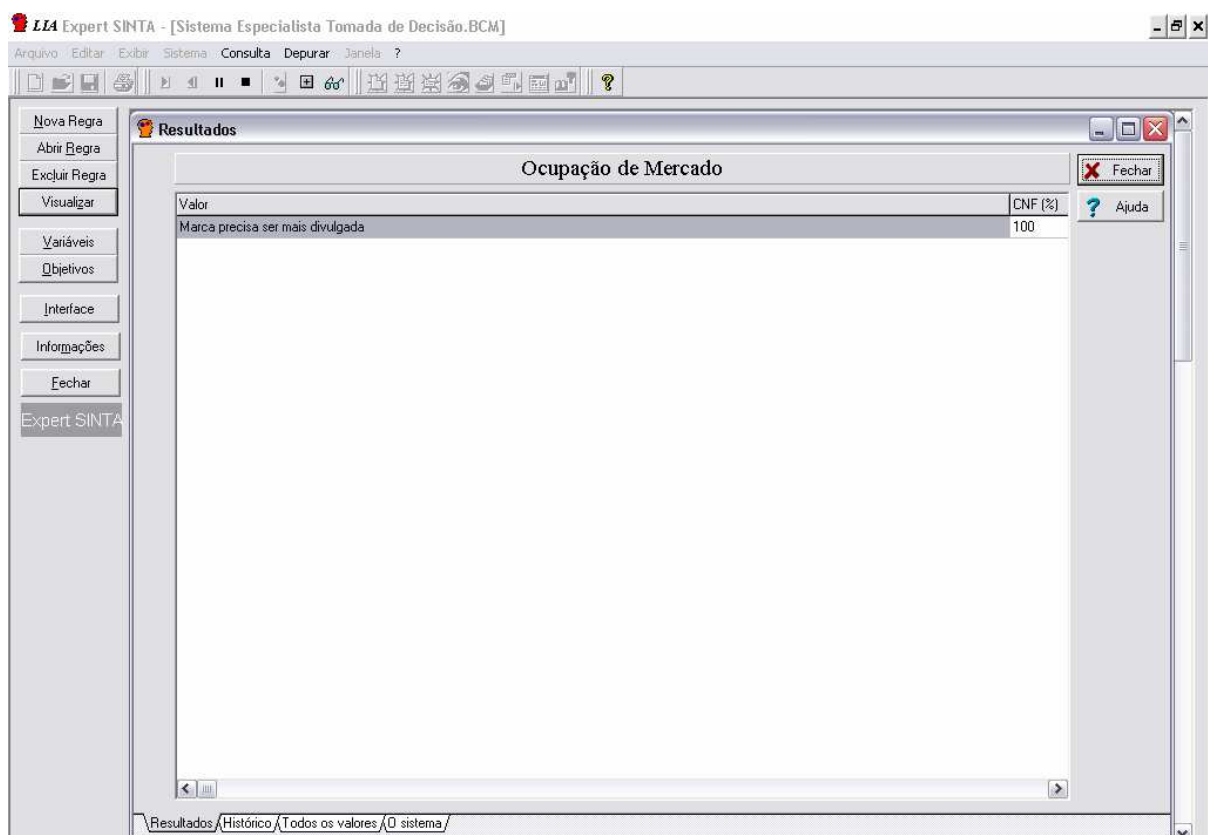 LIA Expert SINTA - [Sistema Especialista Tomada de Decisão.BCM]
Arquivo Editar Exibir Sistema Consulta Depurar Janela ?
Nova Regra
Abrir Regra
Excluir Regra
Visualizar
Variáveis
Objetivos
Interface
Informações
Fechar
Expert SINTA
Resultados
Ocupação de Mercado
Fechar
Ajuda
Valor CNF (%)
Marca precisa ser mais divulgada 100
Resultados Histórico Todos os valores O sistema